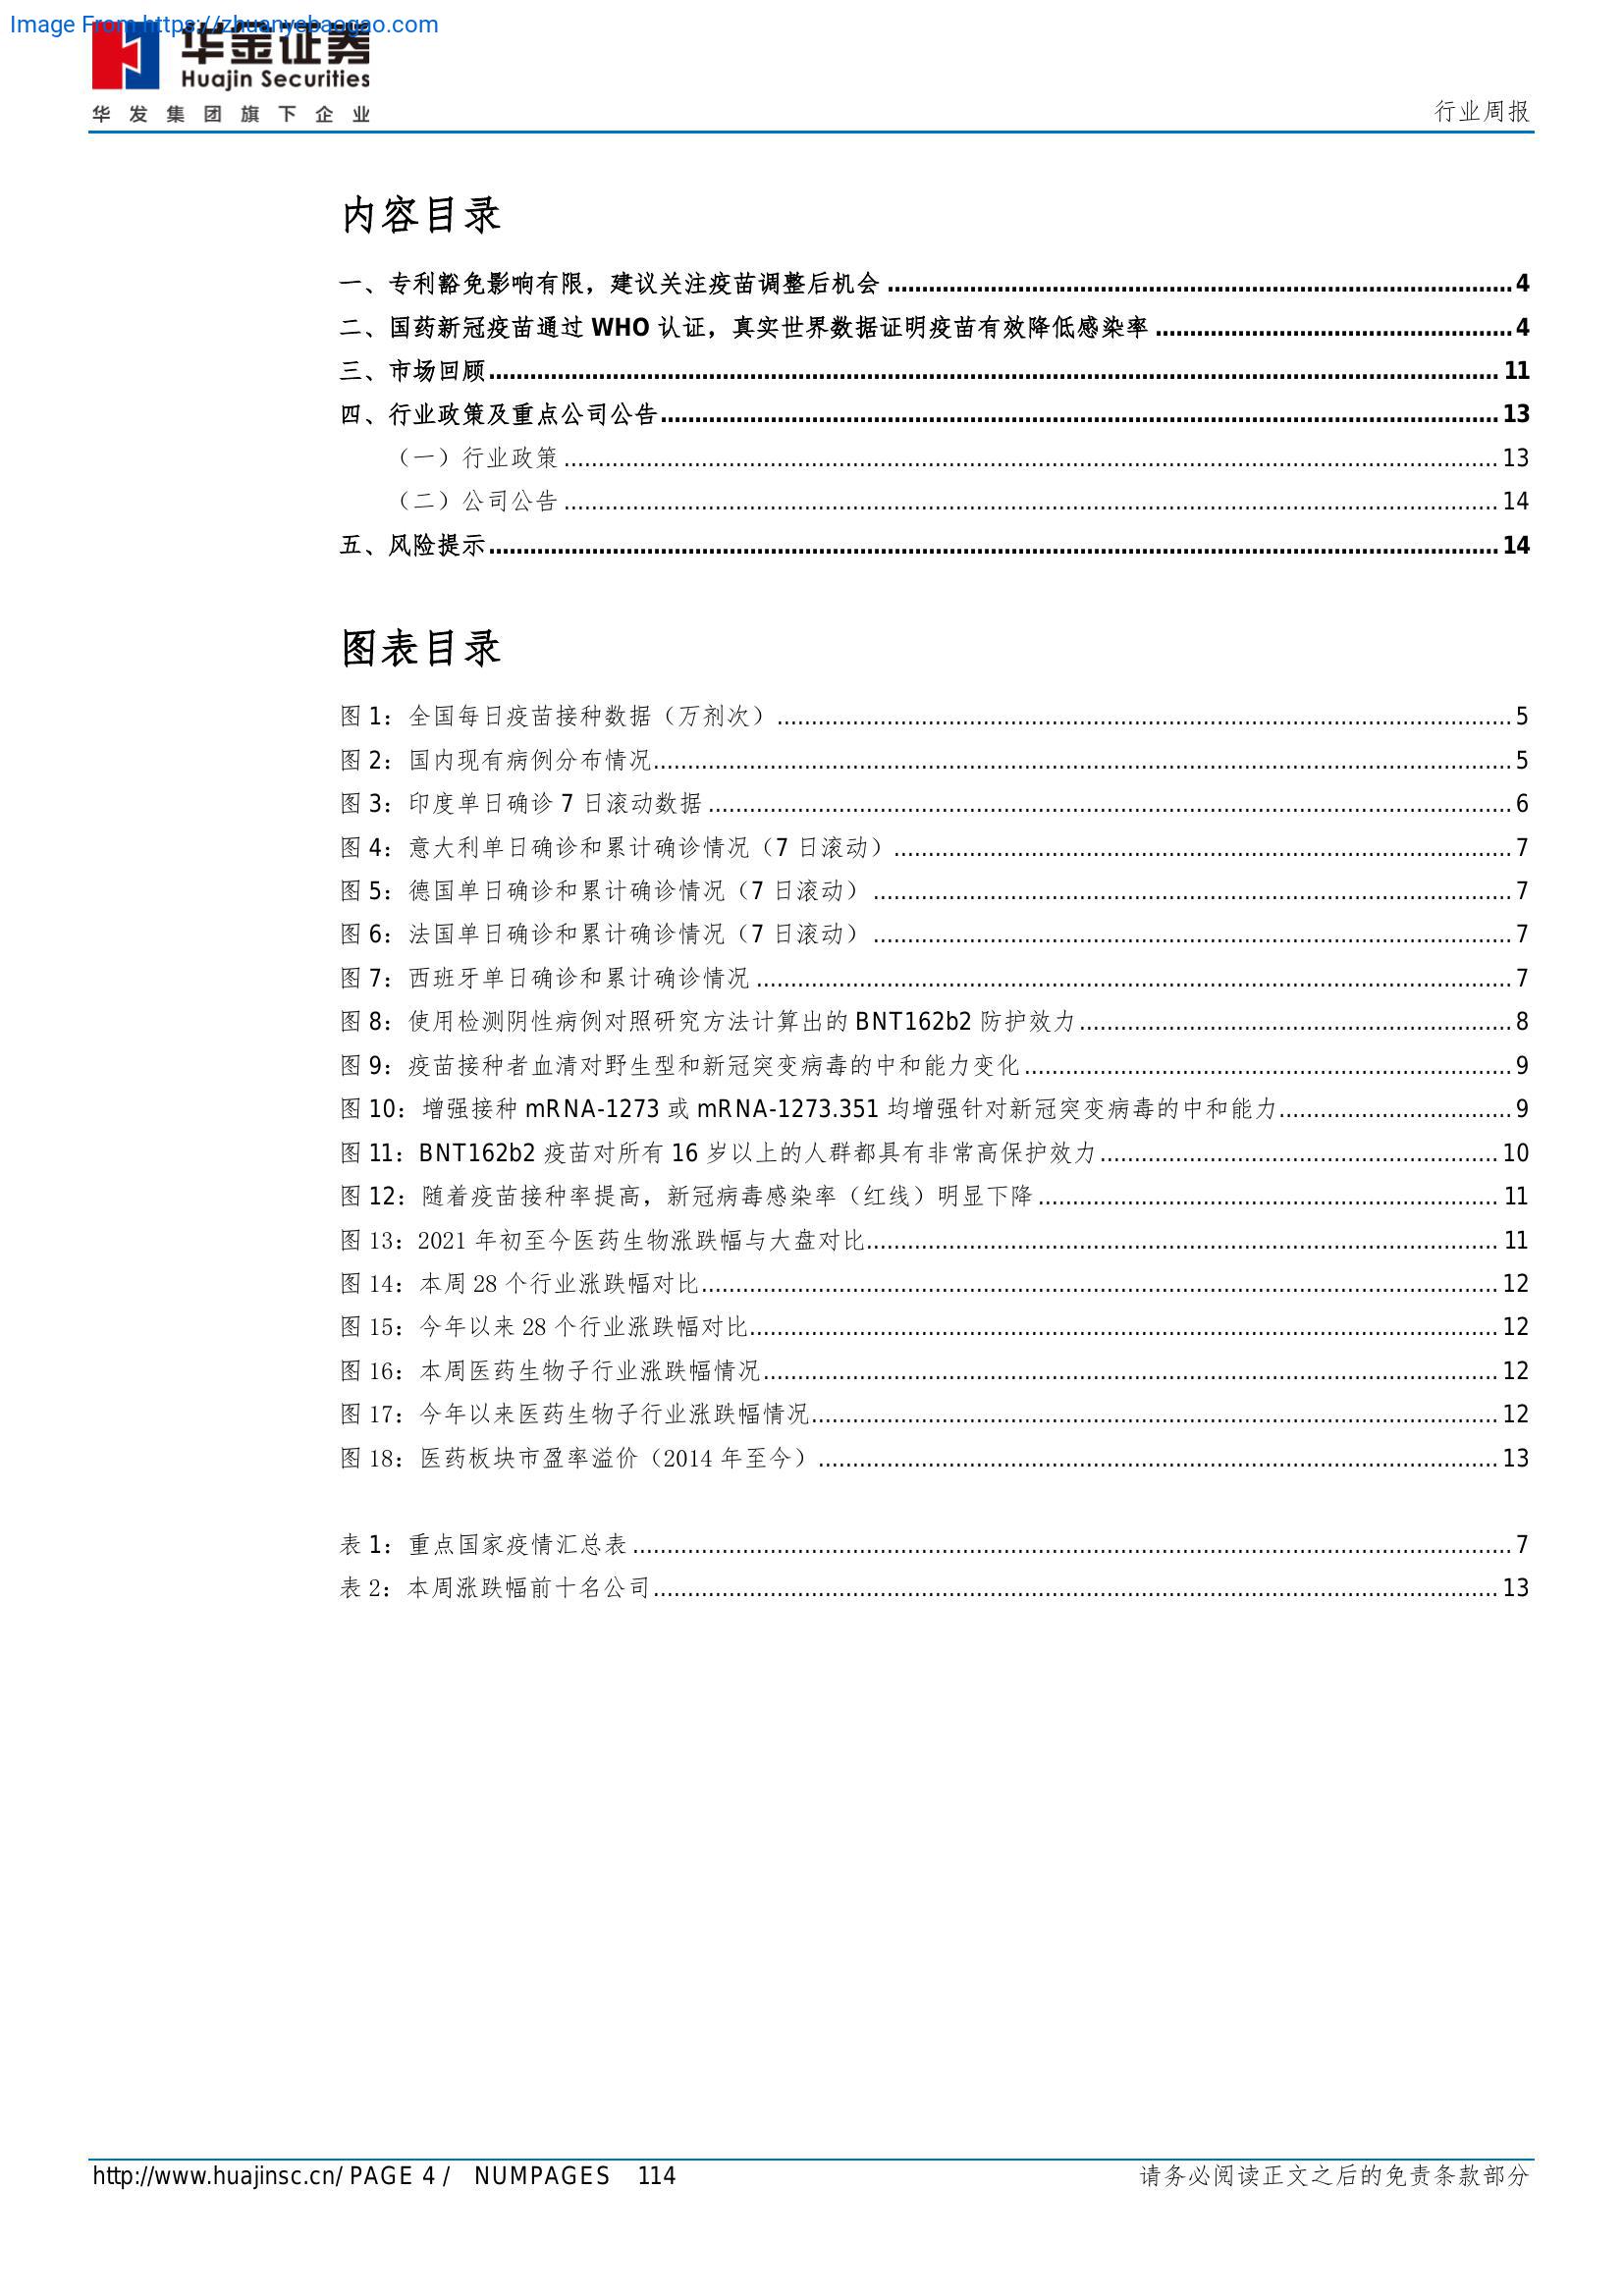 Image From https://zhuanyebaogao.com
华金证券
Huajin Securities
华发集团旗下企业
行业周报
内容目录
一、专利豁免影响有限，建议关注疫苗调整后机会 4
二、国药新冠疫苗通过 WHO 认证，真实世界数据证明疫苗有效降低感染率 4
三、市场回顾 11
四、行业政策及重点公司公告 13
（一）行业政策 13
（二）公司公告 14
五、风险提示 14
图表目录
图 1：全国每日疫苗接种数据（万剂次） 5
图 2：国内现有病例分布情况 5
图 3：印度单日确诊 7 日滚动数据 6
图 4：意大利单日确诊和累计确诊情况（7 日滚动） 7
图 5：德国单日确诊和累计确诊情况（7 日滚动） 7
图 6：法国单日确诊和累计确诊情况（7 日滚动） 7
图 7：西班牙单日确诊和累计确诊情况 7
图 8：使用检测阴性病例对照研究方法计算出的 BNT162b2 防护效力 8
图 9：疫苗接种者血清对野生型和新冠突变病毒的中和能力变化 9
图 10：增强接种 mRNA-1273 或 mRNA-1273.351 均增强针对新冠突变病毒的中和能力 9
图 11：BNT162b2 疫苗对所有 16 岁以上的人群都具有非常高保护效力 10
图 12：随着疫苗接种率提高，新冠病毒感染率（红线）明显下降 11
图 13：2021 年初至今医药生物涨跌幅与大盘对比 11
图 14：本周 28 个行业涨跌幅对比 12
图 15：今年以来 28 个行业涨跌幅对比 12
图 16：本周医药生物子行业涨跌幅情况 12
图 17：今年以来医药生物子行业涨跌幅情况 12
图 18：医药板块市盈率溢价（2014 年至今） 13
表 1：重点国家疫情汇总表 7
表 2：本周涨跌幅前十名公司 13
http://www.huajinsc.cn/ PAGE 4 / NUMPAGES 114
请务必阅读正文之后的免责条款部分